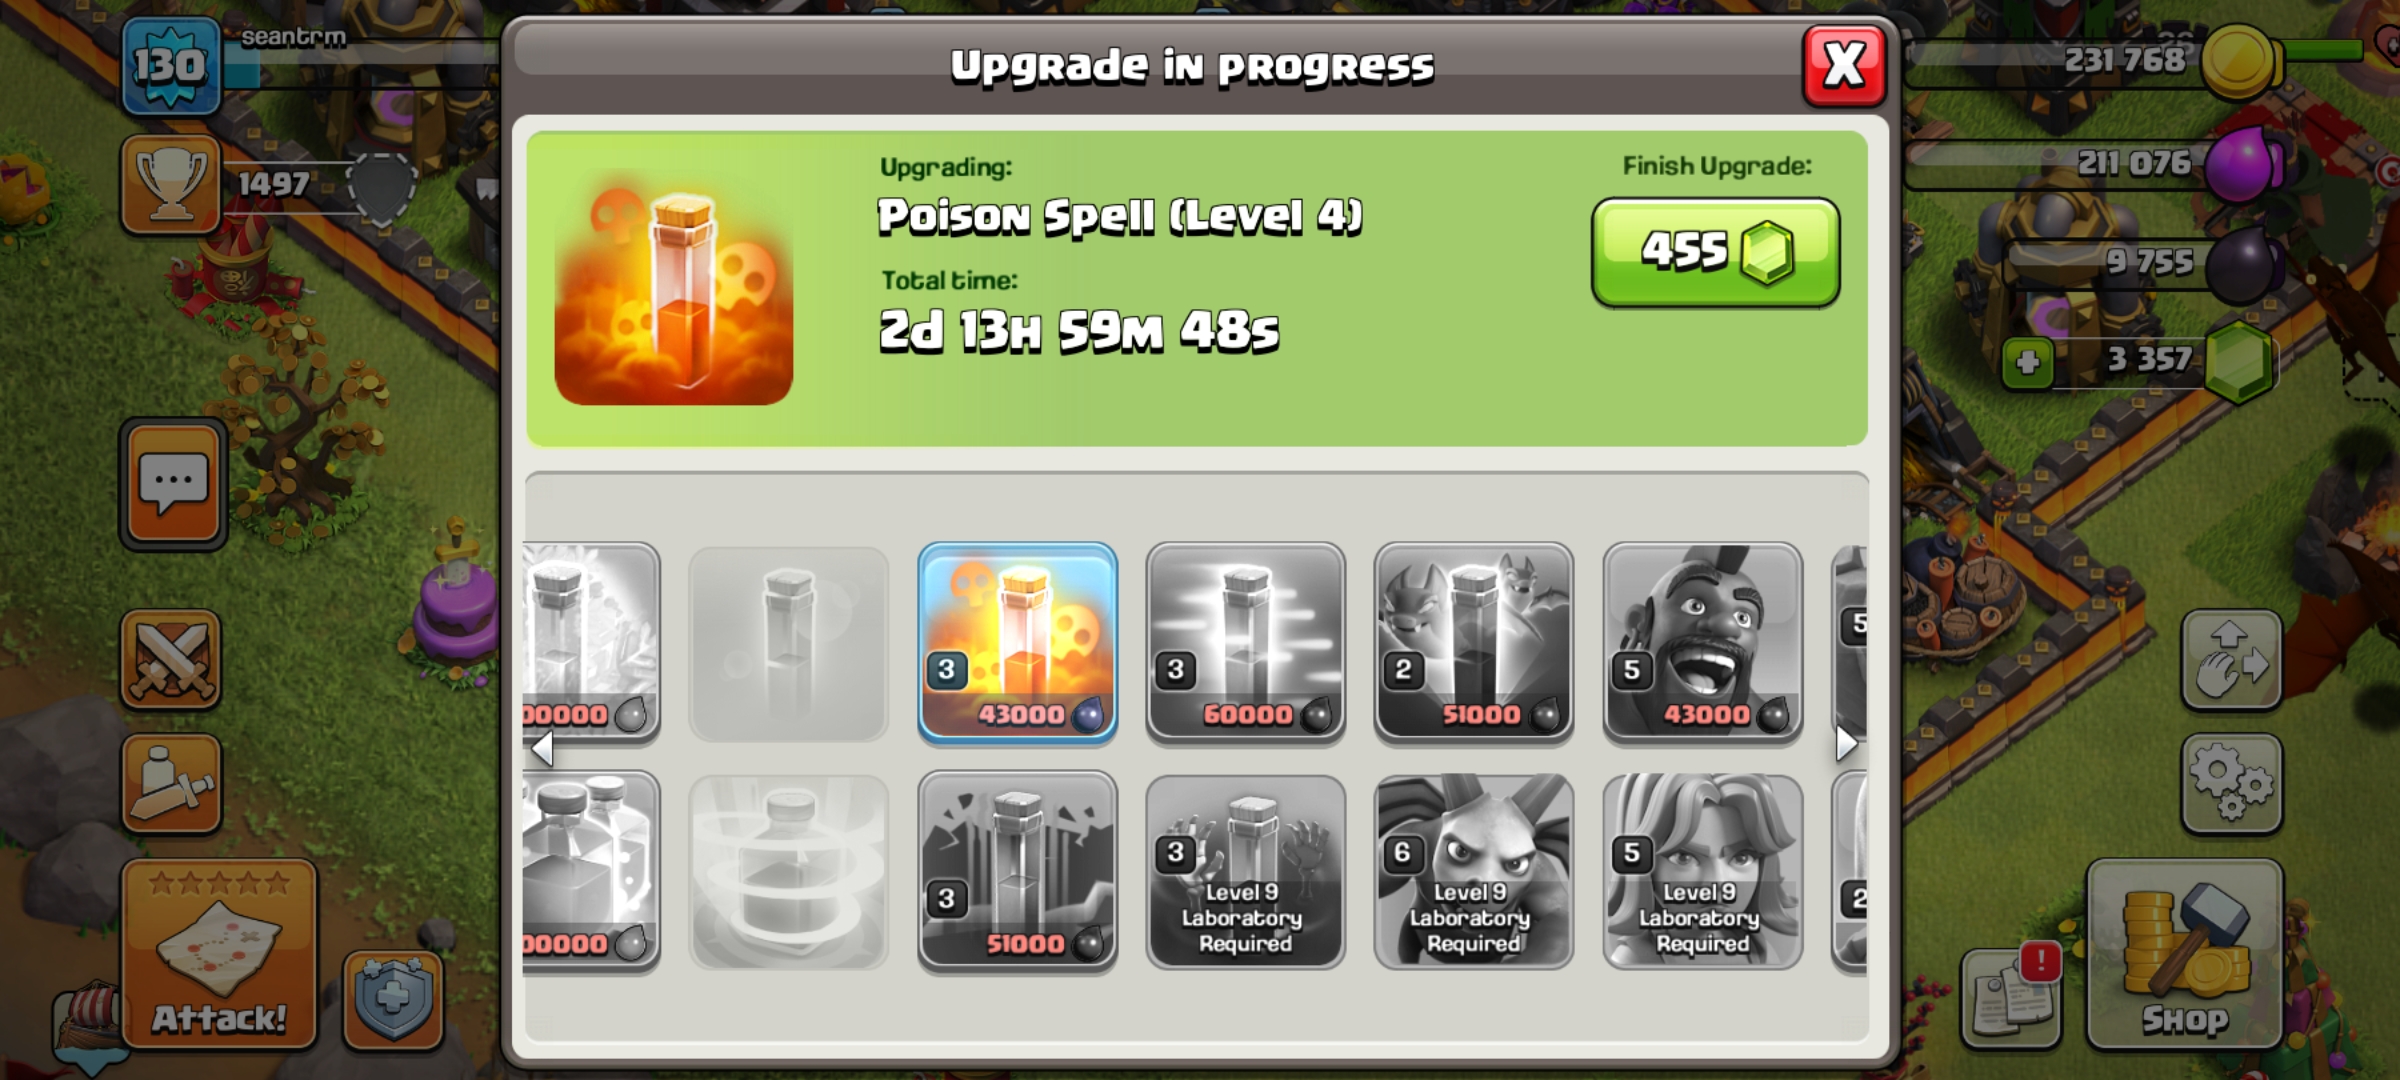 130
seantrm
1497
Upgrade in progress
X
231 768
211 076
9 755
3 357
Upgrading:
Poison Spell (Level 4)
Total time:
2d 13H 59M 48s
Finish Upgrade:
455
00000
3
43000
3
60000
2
51000
5
43000
5
00000
3
51000
3
Level 9
Laboratory
Required
6
Level 9
Laboratory
Required
5
Level 9
Laboratory
Required
2
Attack!
!
Shop